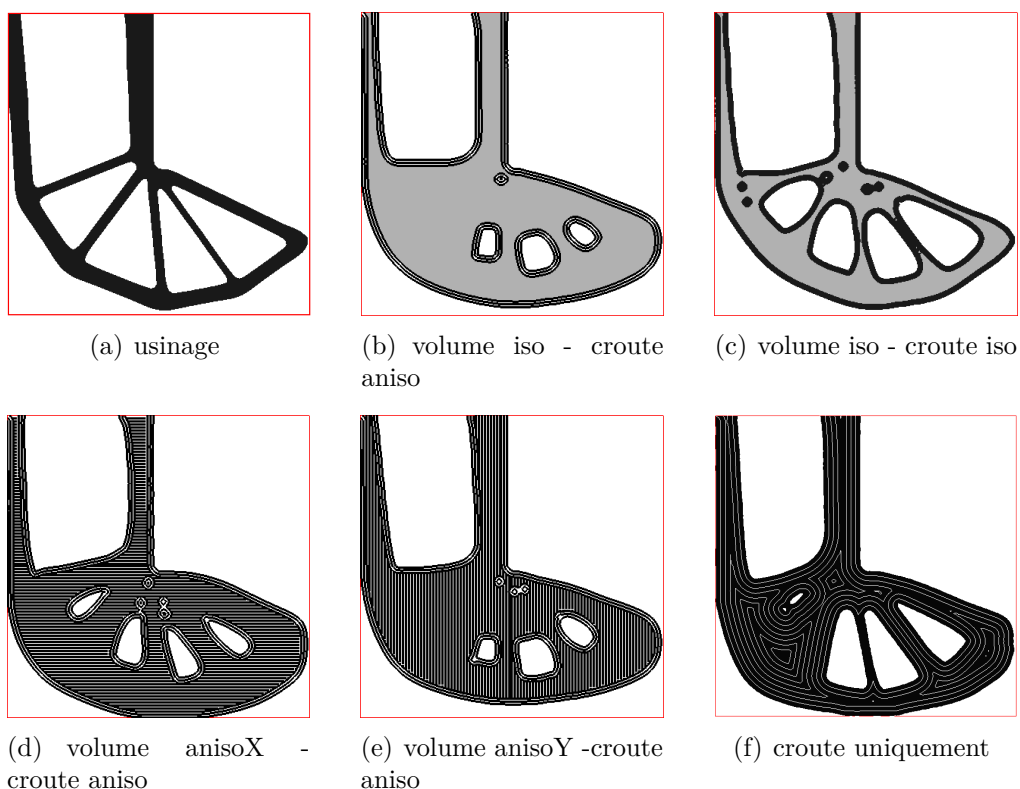 (a) usinage
(b) volume iso - croute
aniso
(c) volume iso - croute iso
(d) volume anisoX -
croute aniso
(e) volume anisoY -croute
aniso
(f) croute uniquement